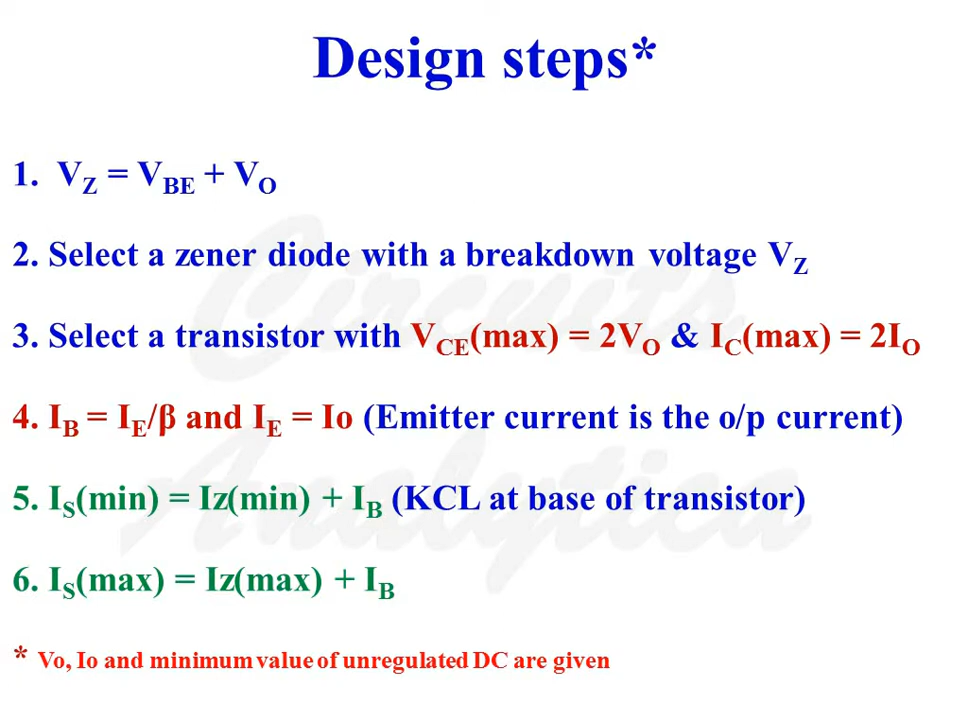 Design steps*
1. VZ = VBE + VO
2. Select a zener diode with a breakdown voltage VZ
3. Select a transistor with VCE(max) = 2VO & IC(max) = 2IO
4. IB = IE/β and IE = Io (Emitter current is the o/p current)
5. IS(min) = Iz(min) + IB (KCL at base of transistor)
6. IS(max) = Iz(max) + IB
* Vo, Io and minimum value of unregulated DC are given
Circuits
Analytica